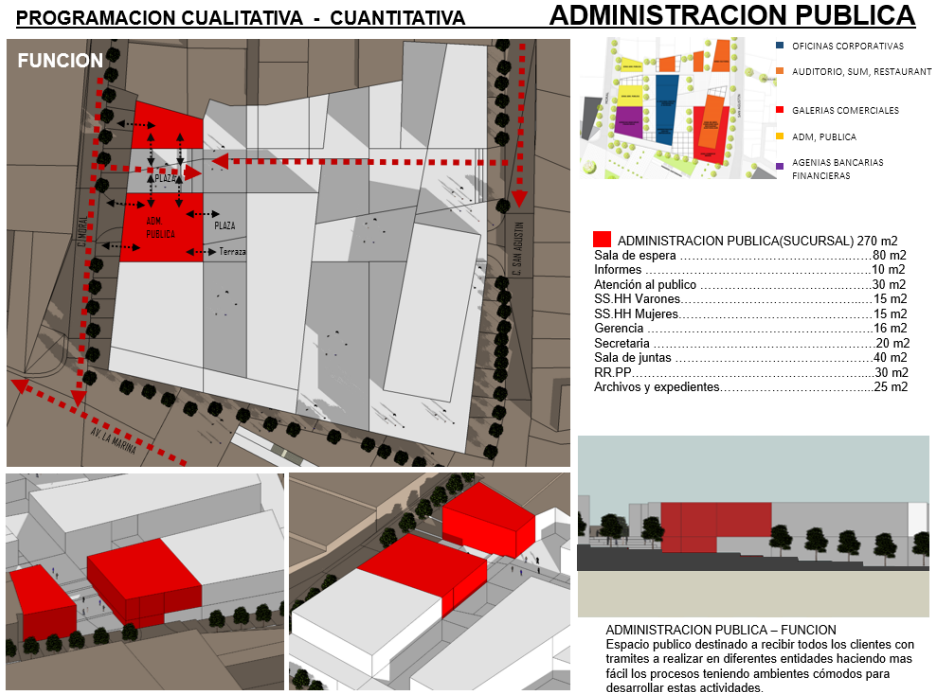 PROGRAMACION CUALITATIVA - CUANTITATIVA
ADMINISTRACION PUBLICA
FUNCION
PLAZA
ADM. PUBLICA
PLAZA
Terraza
C. MORAL
C. SAN AGUSTIN
AV. LA MARINA
OFICINAS CORPORATIVAS
AUDITORIO, SUM, RESTAURANT
GALERIAS COMERCIALES
ADM, PUBLICA
AGENIAS BANCARIAS
FINANCIERAS
ADMINISTRACION PUBLICA(SUCURSAL) 270 m2
Sala de espera ……………………………………80 m2
Informes ……………………………………………10 m2
Atención al publico ………………………………30 m2
SS.HH Varones……………………………………15 m2
SS.HH Mujeres……………………………………15 m2
Gerencia ……………………………………………16 m2
Secretaria ……………………………………………20 m2
Sala de juntas ………………………………………40 m2
RR.PP…………………………………………………30 m2
Archivos y expedientes……………………………25 m2
ADMINISTRACION PUBLICA – FUNCION
Espacio publico destinado a recibir todos los clientes con
tramites a realizar en diferentes entidades haciendo mas
fácil los procesos teniendo ambientes cómodos para
desarrollar estas actividades.